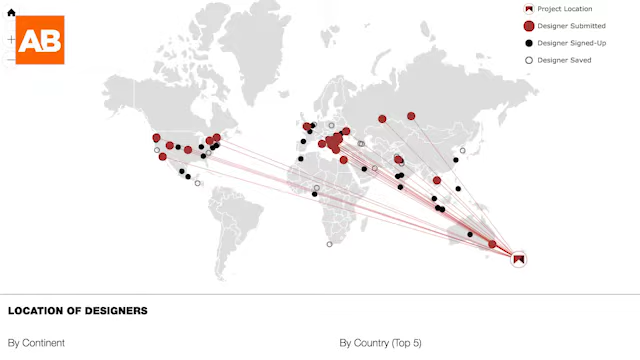 AB
Project Location
Designer Submitted
Designer Signed-Up
Designer Saved
LOCATION OF DESIGNERS
By Continent
By Country (Top 5)